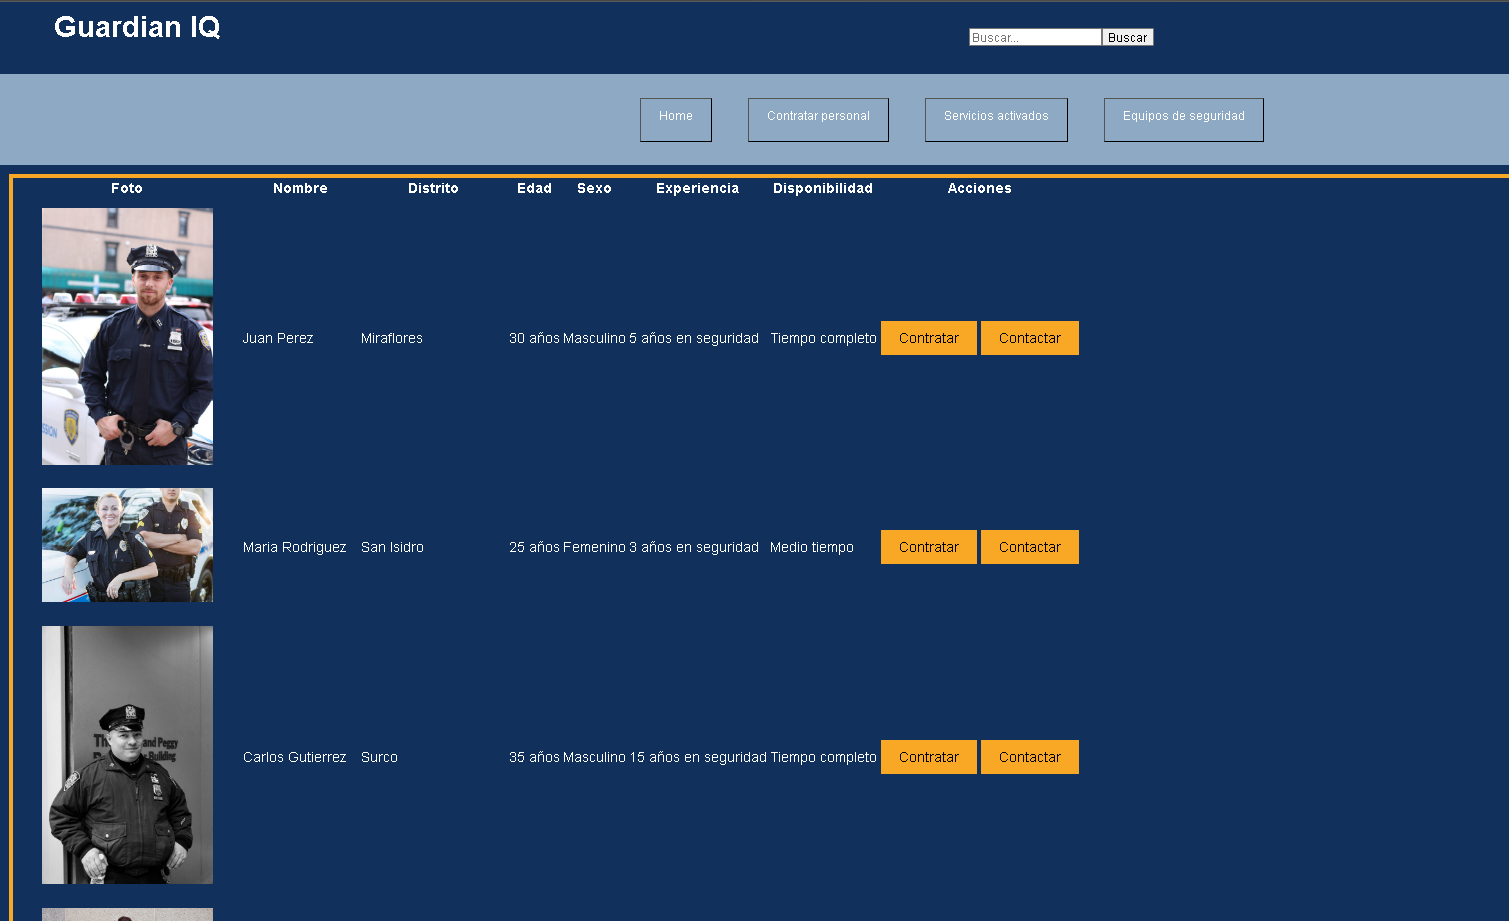 Guardian IQ
Buscar... Buscar
Home Contratar personal Servicios activados Equipos de seguridad
Foto Nombre Distrito Edad Sexo Experiencia Disponibilidad Acciones
Juan Perez Miraflores 30 años Masculino 5 años en seguridad Tiempo completo Contratar Contactar
Maria Rodriguez San Isidro 25 años Femenino 3 años en seguridad Medio tiempo Contratar Contactar
and Peggy
Building
Carlos Gutierrez Surco 35 años Masculino 15 años en seguridad Tiempo completo Contratar Contactar